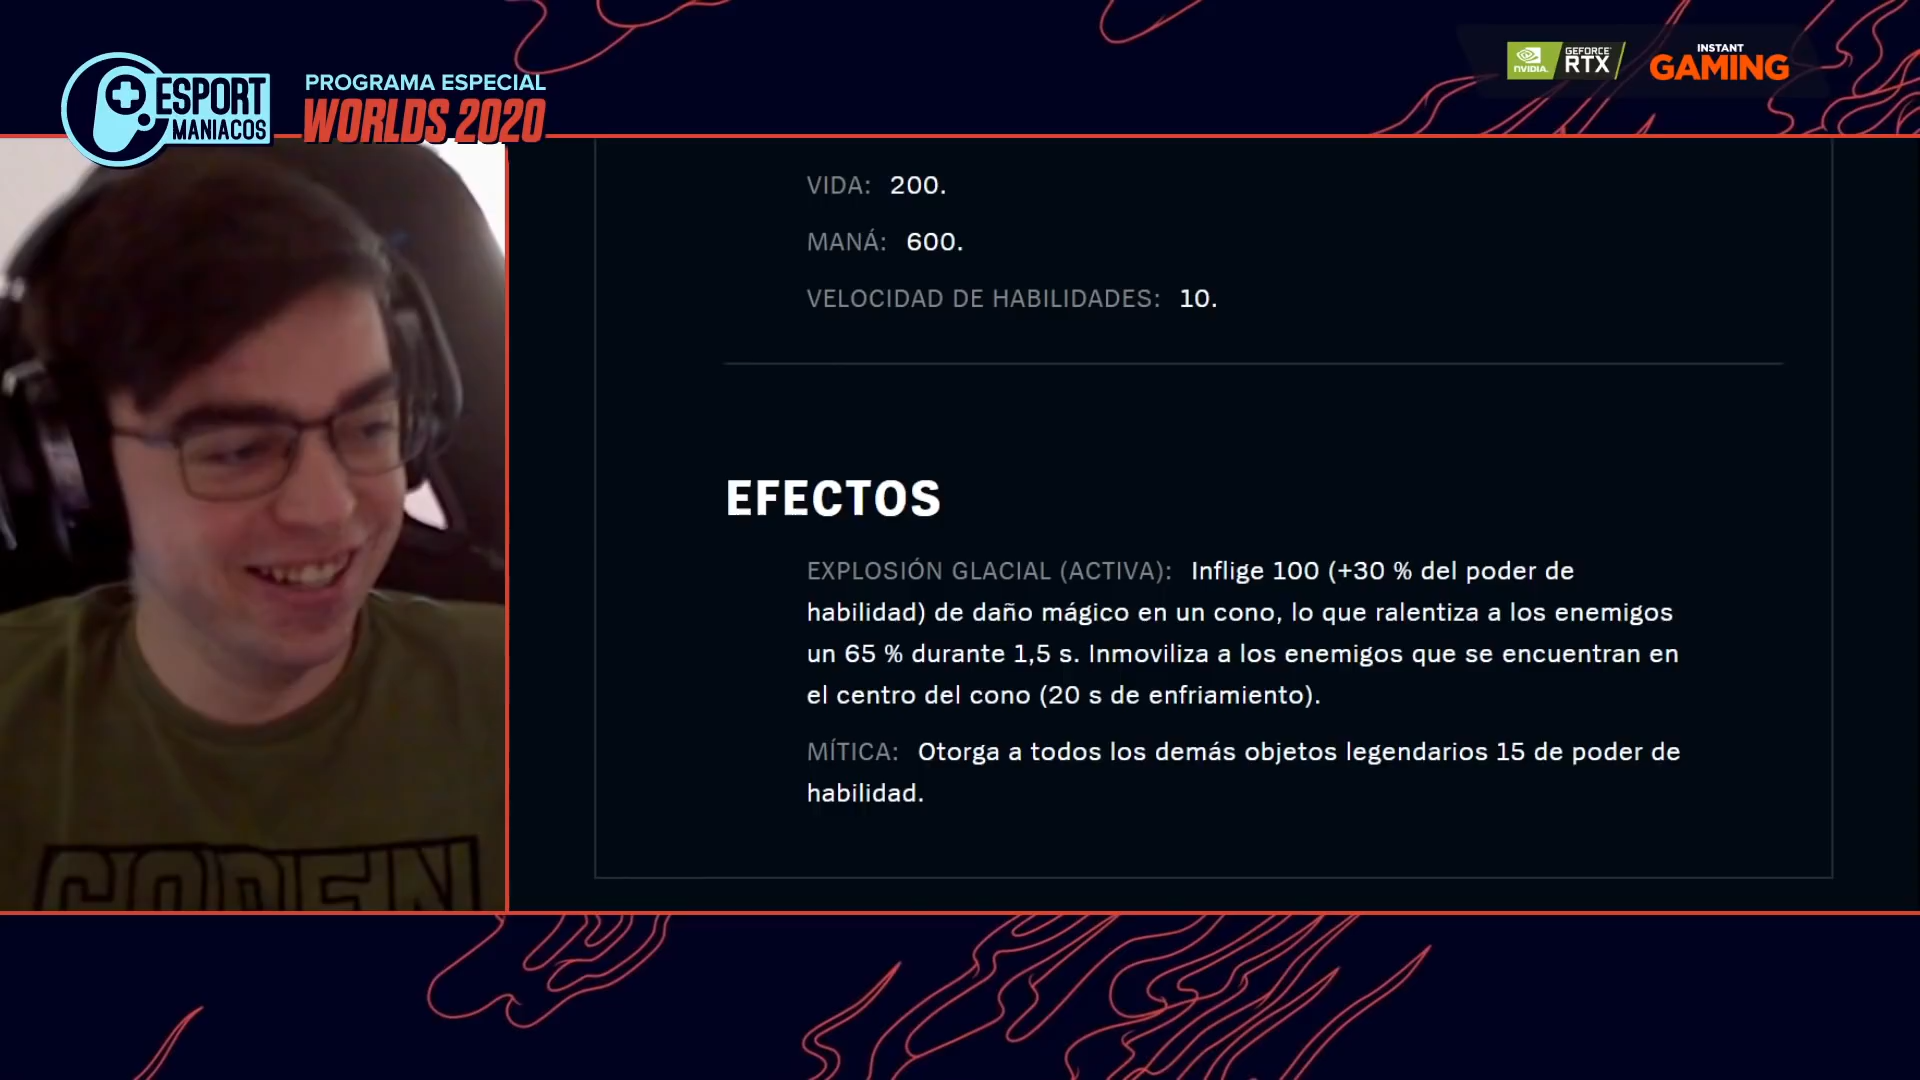 ESPORT
MANIACOS
PROGRAMA ESPECIAL
WORLDS 2020
NVIDIA.
GEFORCE
RTX
INSTANT
GAMING
VIDA: 200.
MANÁ: 600.
VELOCIDAD DE HABILIDADES: 10.
EFECTOS
EXPLOSIÓN GLACIAL (ACTIVA): Inflige 100 (+30 % del poder de
habilidad) de daño mágico en un cono, lo que ralentiza a los enemigos
un 65 % durante 1,5 s. Inmoviliza a los enemigos que se encuentran en
el centro del cono (20 s de enfriamiento).
MÍTICA: Otorga a todos los demás objetos legendarios 15 de poder de
habilidad.